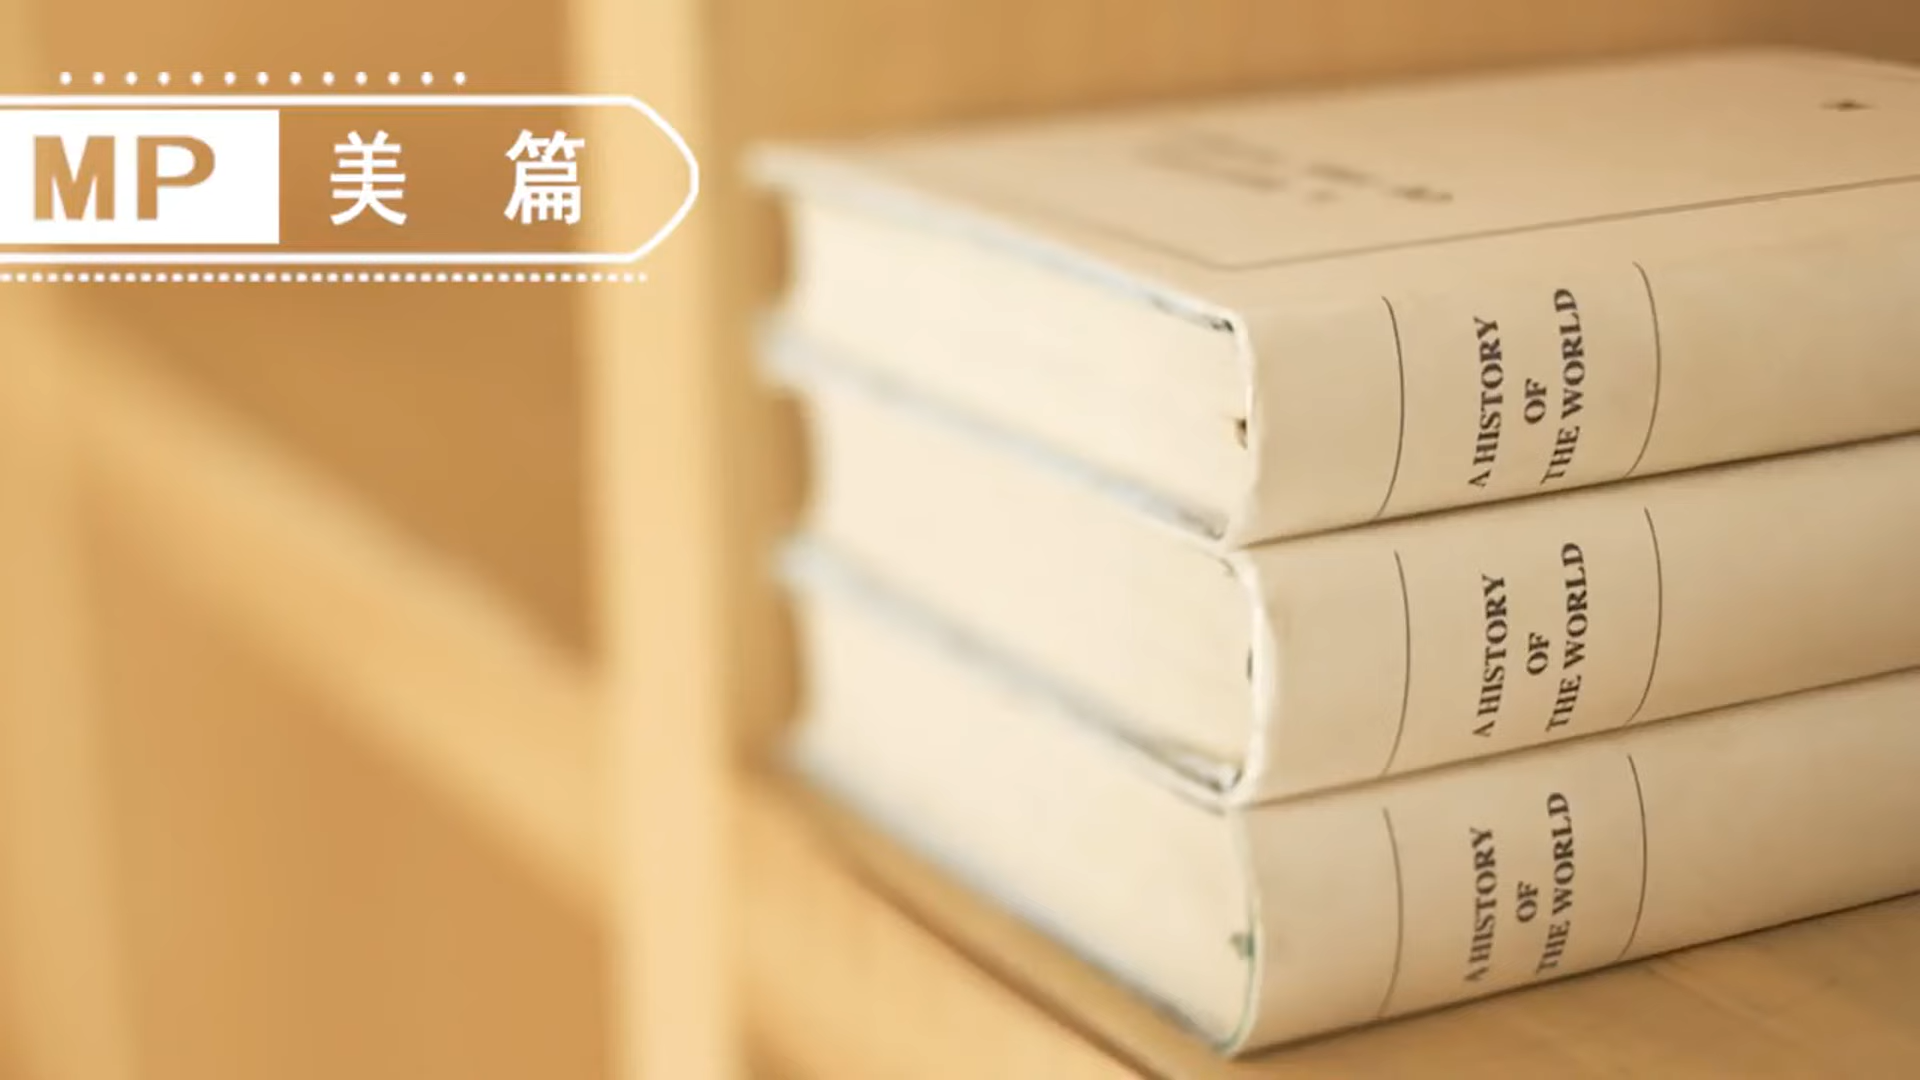 MP 美 篇
A HISTORY
OF
THE WORLD
A HISTORY
OF
THE WORLD
A HISTORY
OF
THE WORLD